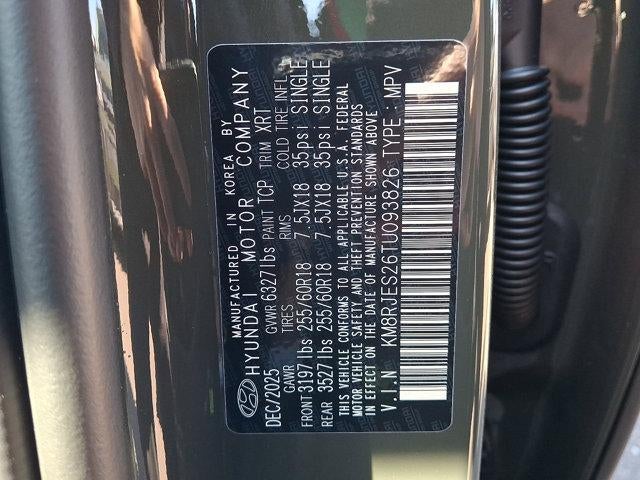 MANUFACTURED IN KOREA BY
HYUNDAI MOTOR COMPANY
DEC/2025 GVWR 6327lbs PAINT TCP TRIM XRT
GAWR TIRES RIMS COLD TIRE INFL
FRONT 3197lbs 255/60R18 7.5JX18 35psi SINGLE
REAR 3527lbs 255/60R18 7.5JX18 35psi SINGLE
THIS VEHICLE CONFORMS TO ALL APPLICABLE U.S.A. FEDERAL
MOTOR VEHICLE SAFETY AND THEFT PREVENTION STANDARDS
IN EFFECT ON THE DATE OF MANUFACTURE SHOWN ABOVE
V.I.N KM8RJES26TU093826 TYPE : MPV